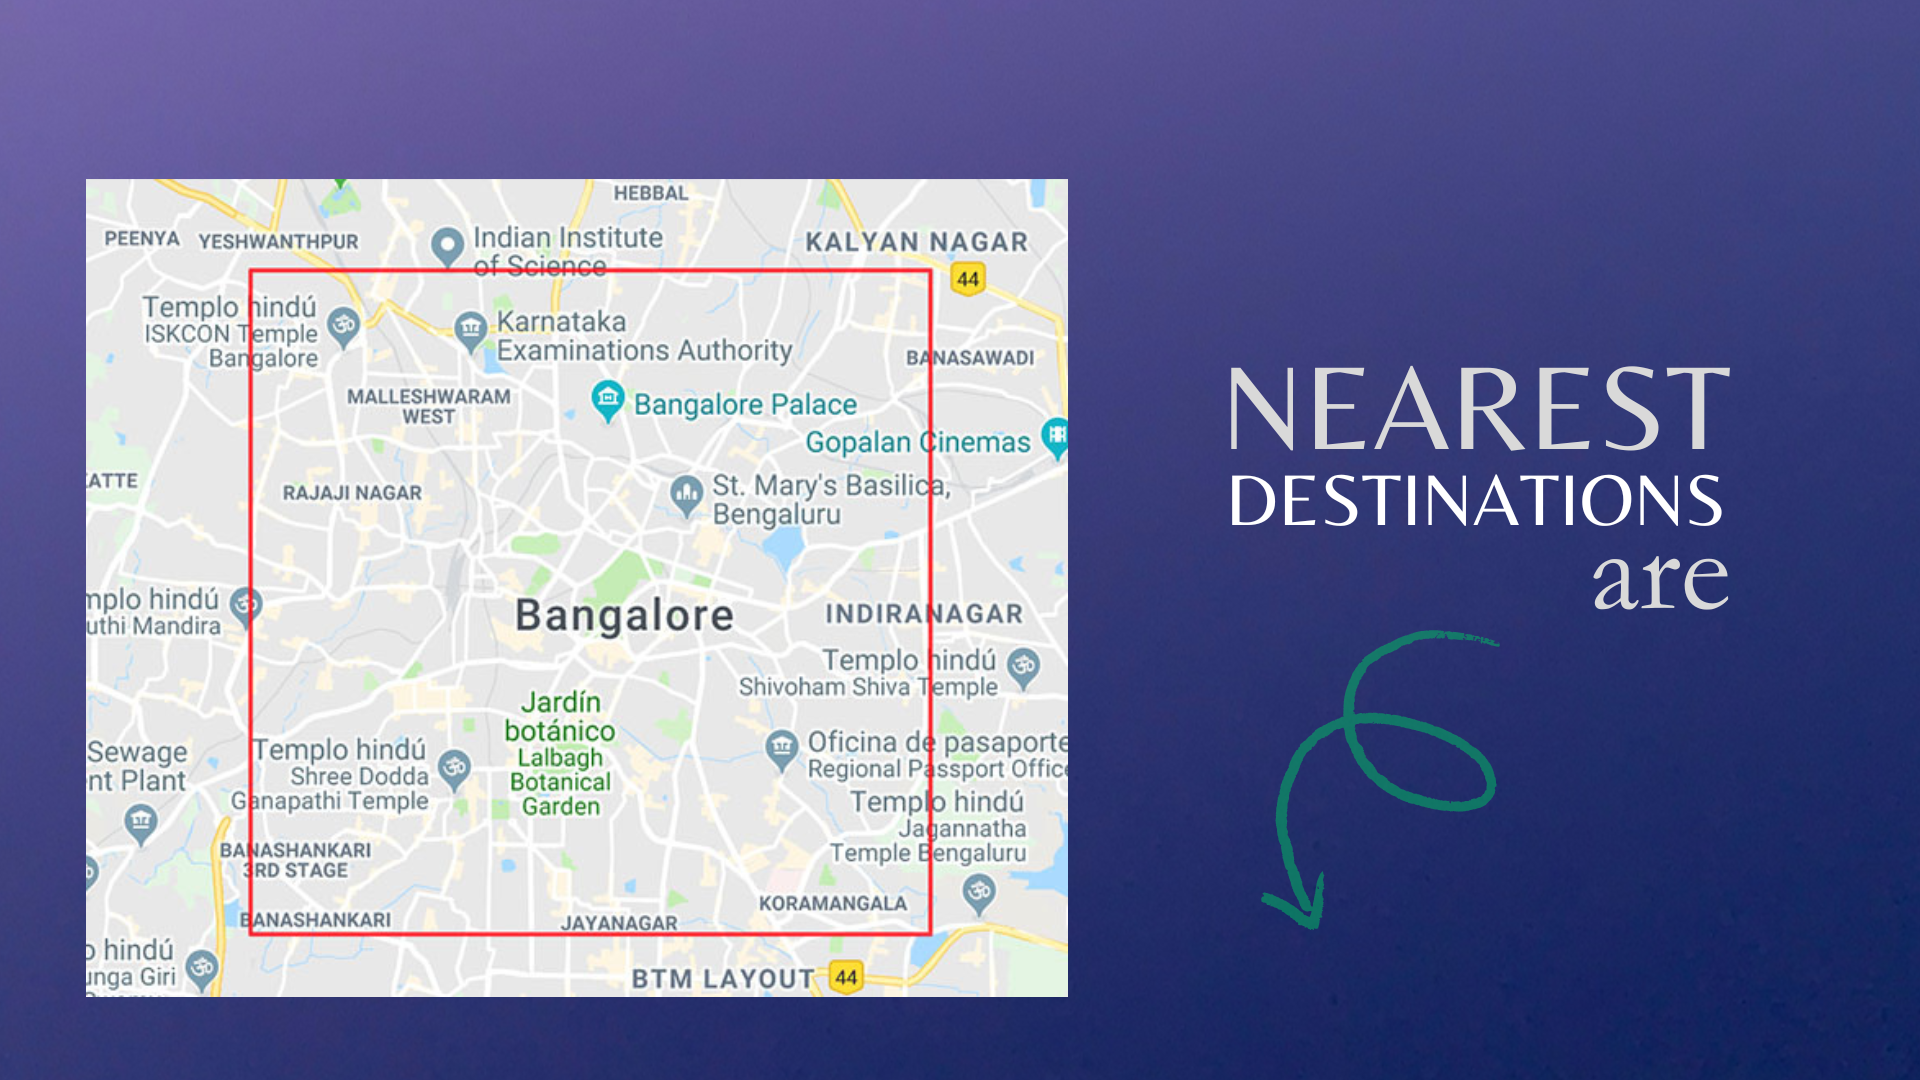 HEBBAL
PEENYA
YESHWANTHPUR
Indian Institute
of Science
KALYAN NAGAR
44
Templo hindú
ISKCON Temple
Bangalore
Karnataka
Examinations Authority
BANASAWADI
MALLESHWARAM
WEST
Bangalore Palace
Gopalan Cinemas
ATTE
RAJAJI NAGAR
St. Mary's Basilica,
Bengaluru
mplo hindú
uthi Mandira
Bangalore
INDIRANAGAR
Templo hindú
Shivoham Shiva Temple
Jardín
botánico
Lalbagh
Botanical
Garden
Sewage
nt Plant
Templo hindú
Shree Dodda
Ganapathi Temple
Oficina de pasaporte
Regional Passport Office
Templo hindú
Jagannatha
Temple Bengaluru
BANASHANKARI
3RD STAGE
BANASHANKARI
JAYANAGAR
KORAMANGALA
o hindú
unga Giri
BTM LAYOUT
44
NEAREST
DESTINATIONS
are